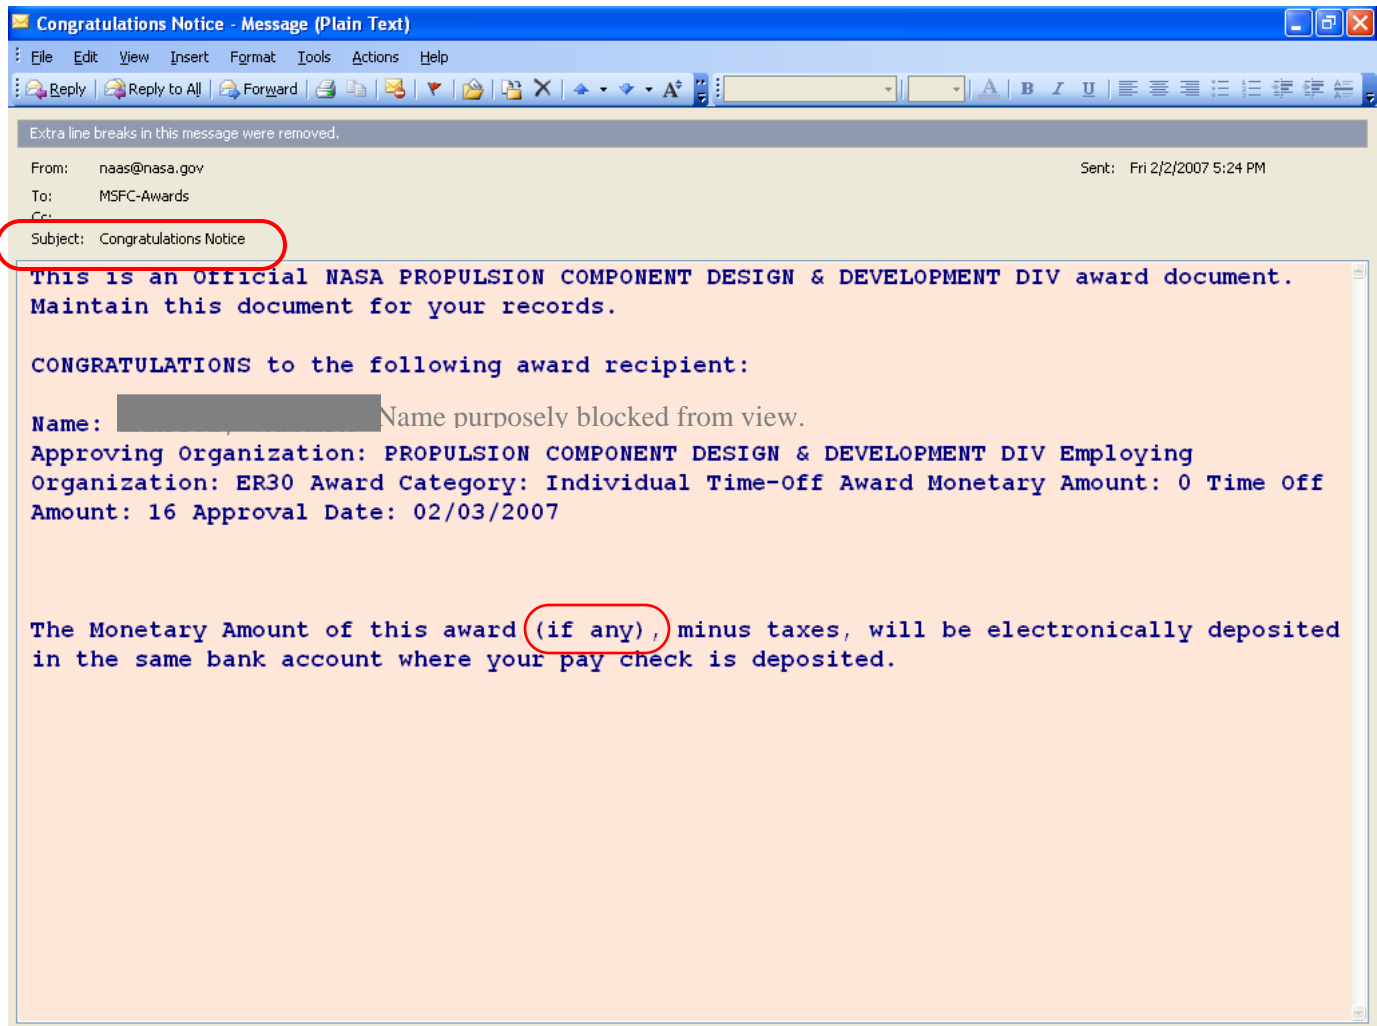 Congratulations Notice - Message (Plain Text)
File Edit View Insert Format Tools Actions Help
Reply Reply to All Forward A B I U
Extra line breaks in this message were removed.
From: naas@nasa.gov Sent: Fri 2/2/2007 5:24 PM
To: MSFC-Awards
Cc:
Subject: Congratulations Notice
This is an Official NASA PROPULSION COMPONENT DESIGN & DEVELOPMENT DIV award document.
Maintain this document for your records.
CONGRATULATIONS to the following award recipient:
Name: Name purposely blocked from view.
Approving Organization: PROPULSION COMPONENT DESIGN & DEVELOPMENT DIV Employing
Organization: ER30 Award Category: Individual Time-Off Award Monetary Amount: 0 Time Off
Amount: 16 Approval Date: 02/03/2007
The Monetary Amount of this award (if any), minus taxes, will be electronically deposited
in the same bank account where your pay check is deposited.